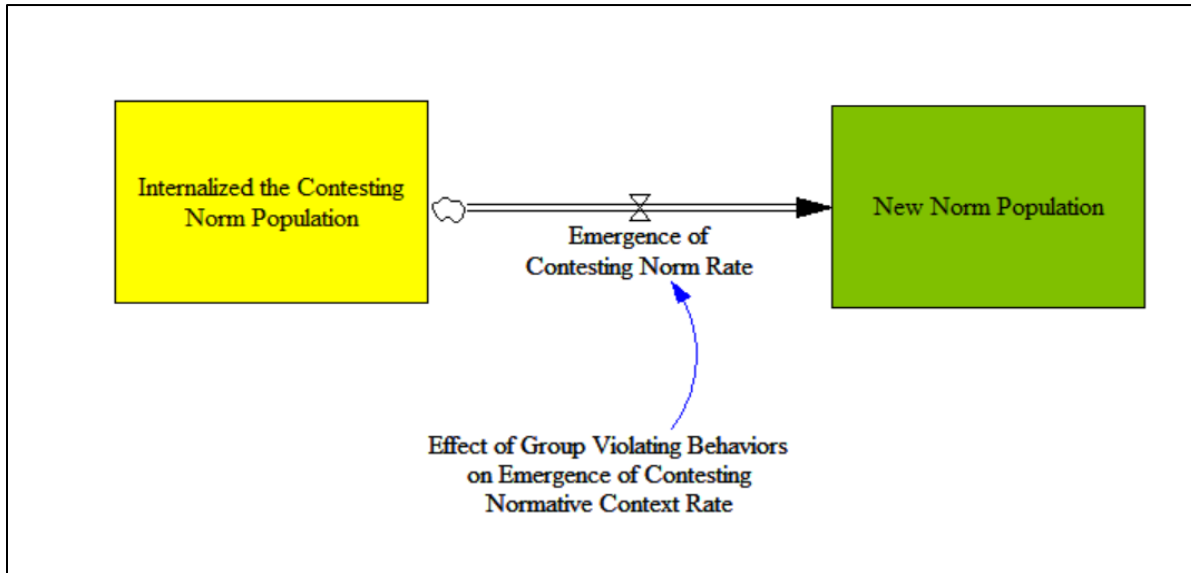 Internalized the Contesting
Norm Population
New Norm Population
Emergence of
Contesting Norm Rate
Effect of Group Violating Behaviors
on Emergence of Contesting
Normative Context Rate